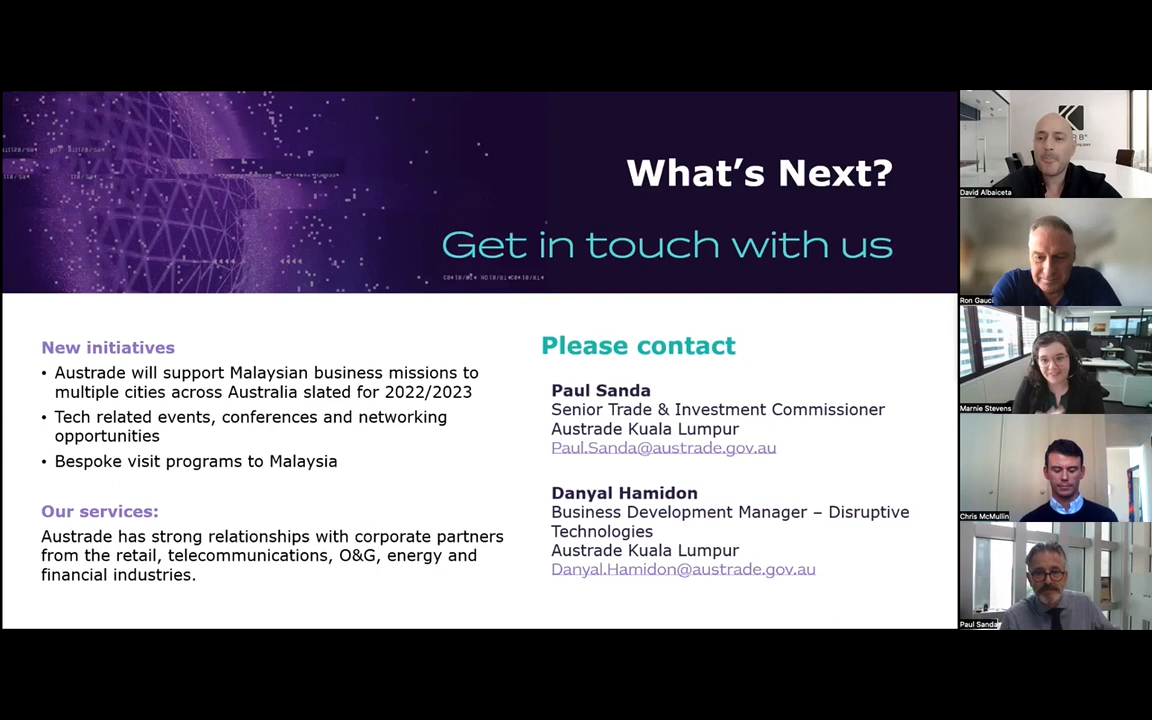 What's Next?
Get in touch with us
New initiatives
• Austrade will support Malaysian business missions to
multiple cities across Australia slated for 2022/2023
• Tech related events, conferences and networking
opportunities
• Bespoke visit programs to Malaysia
Our services:
Austrade has strong relationships with corporate partners
from the retail, telecommunications, O&G, energy and
financial industries.
Please contact
Paul Sanda
Senior Trade & Investment Commissioner
Austrade Kuala Lumpur
Paul.Sanda@austrade.gov.au
Danyal Hamidon
Business Development Manager – Disruptive
Technologies
Austrade Kuala Lumpur
Danyal.Hamidon@austrade.gov.au
David Albaiceta
Ron Gauci
Marnie Stevens
Chris McMullin
Paul Sanda